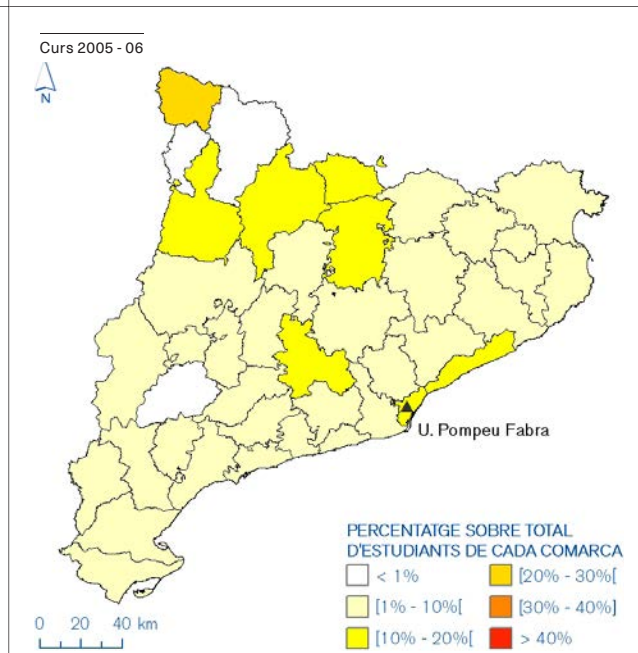 Curs 2005 - 06
N
U. Pompeu Fabra
PERCENTATGE SOBRE TOTAL
D'ESTUDIANTS DE CADA COMARCA
< 1%
[20% - 30%[
[1% - 10%[
[30% - 40%]
[10% - 20%[
> 40%
0 20 40 km